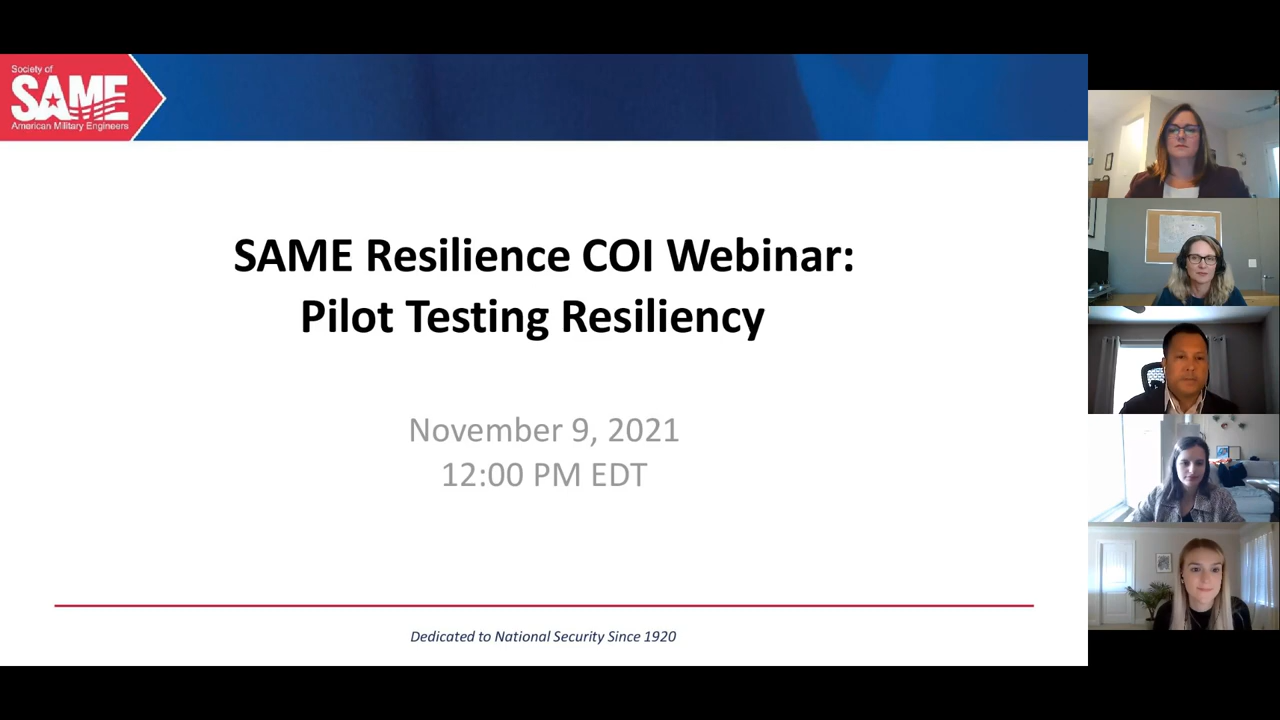 Society of
SAME
American Military Engineers
SAME Resilience COI Webinar:
Pilot Testing Resiliency
November 9, 2021
12:00 PM EDT
Dedicated to National Security Since 1920